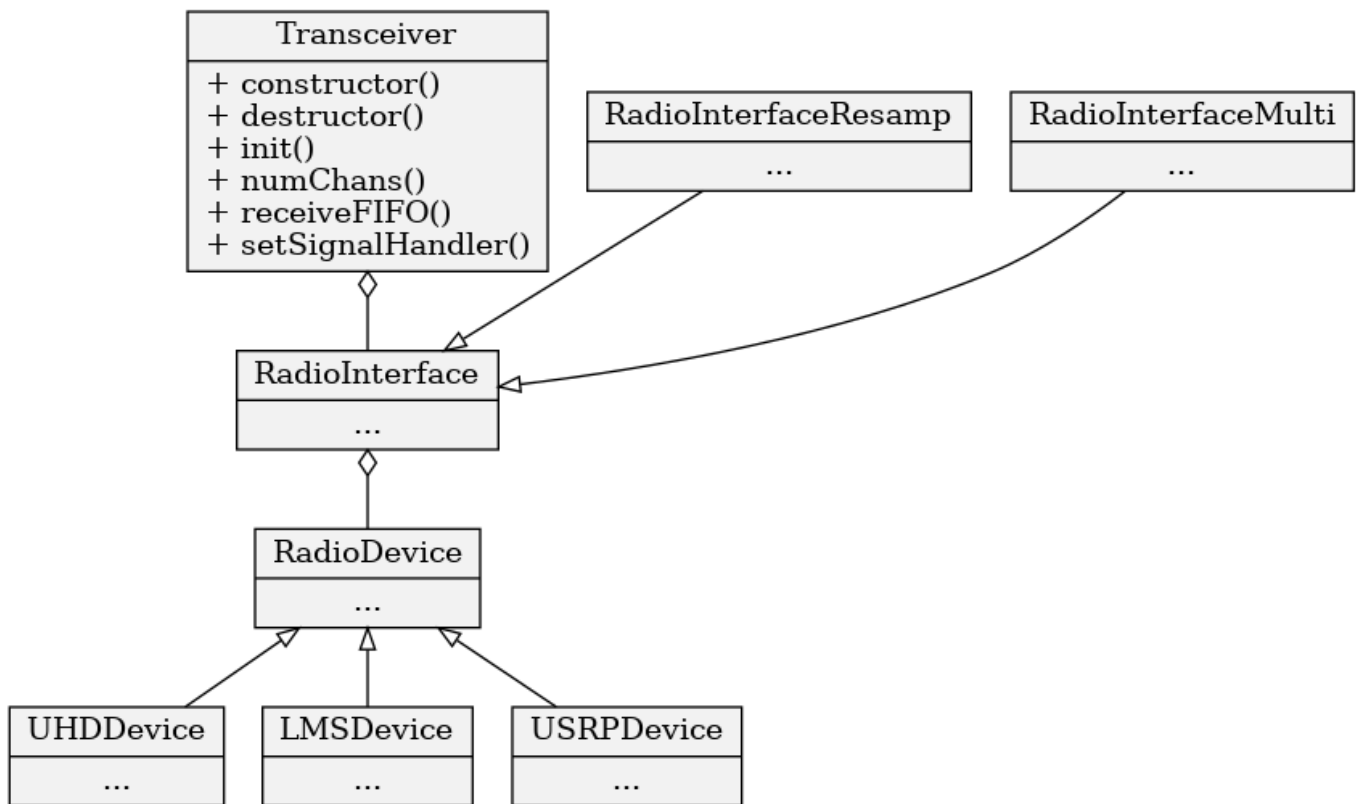 Transceiver
+ constructor()
+ destructor()
+ init()
+ numChans()
+ receiveFIFO()
+ setSignalHandler()
RadioInterfaceResamp
...
RadioInterfaceMulti
...
RadioInterface
...
RadioDevice
...
UHDDevice
...
LMSDevice
...
USRPDevice
...